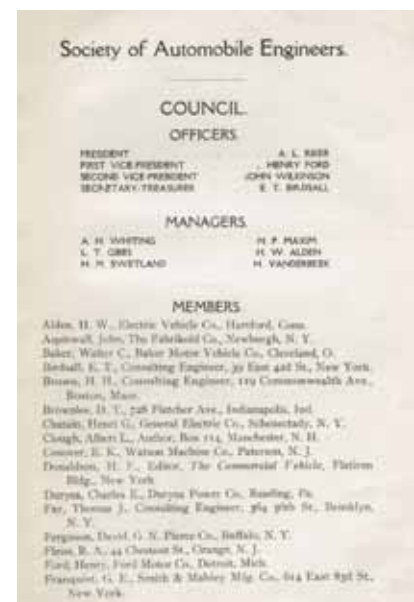 Society of Automobile Engineers.
COUNCIL.
OFFICERS.
PRESIDENT A. L. RIKER
FIRST VICE-PRESIDENT HENRY FORD
SECOND VICE-PRESIDENT JOHN WILKINSON
SECRETARY-TREASURER E. T. BIRDSALL
MANAGERS.
A. H. WHITING H. P. MAXIM
L. T. GIBBS H. W. ALDEN
H. M. SWETLAND H. VANDERBEEK
MEMBERS
Alden, H. W., Electric Vehicle Co., Hartford, Conn.
Aspinwall, John, The Fabrikoid Co., Newburgh, N. Y.
Baker, Walter C., Baker Motor Vehicle Co., Cleveland, O.
Birdsall, E. T., Consulting Engineer, 39 East 42d St., New York.
Brown, H. H., Consulting Engineer, 119 Commonwealth Ave.,
Boston, Mass.
Brownlee, D. T., 728 Fletcher Ave., Indianapolis, Ind.
Chatain, Henri G., General Electric Co., Schenectady, N. Y.
Clough, Albert L., Author, Box 114, Manchester, N. H.
Conover, E. K., Watson Machine Co., Paterson, N. J.
Donaldson, H. F., Editor, The Commercial Vehicle, Flatiron
Bldg., New York
Duryea, Charles E., Duryea Power Co., Reading, Pa.
Fay, Thomas J., Consulting Engineer, 364 56th St., Brooklyn,
N. Y.
Fergusson, David, G. N. Pierce Co., Buffalo, N. Y.
R. A., 44 Chestnut St., Orange, N. J.
Ford, Henry, Ford Motor Co., Detroit, Mich.
Franquist, G. E., Smith & Mabley Mfg. Co., 614 East 83d St.,
New York.